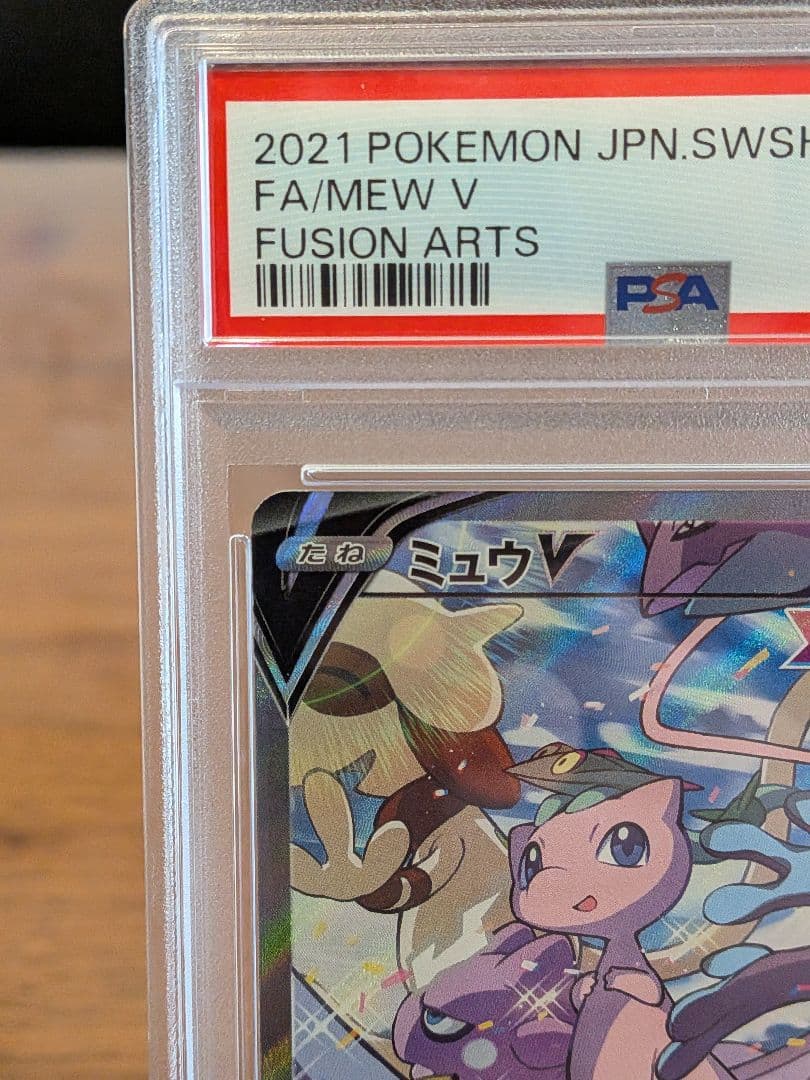 2021 POKEMON JPN.SWSH
FA/MEW V
FUSION ARTS
PSA
たね ミュウV